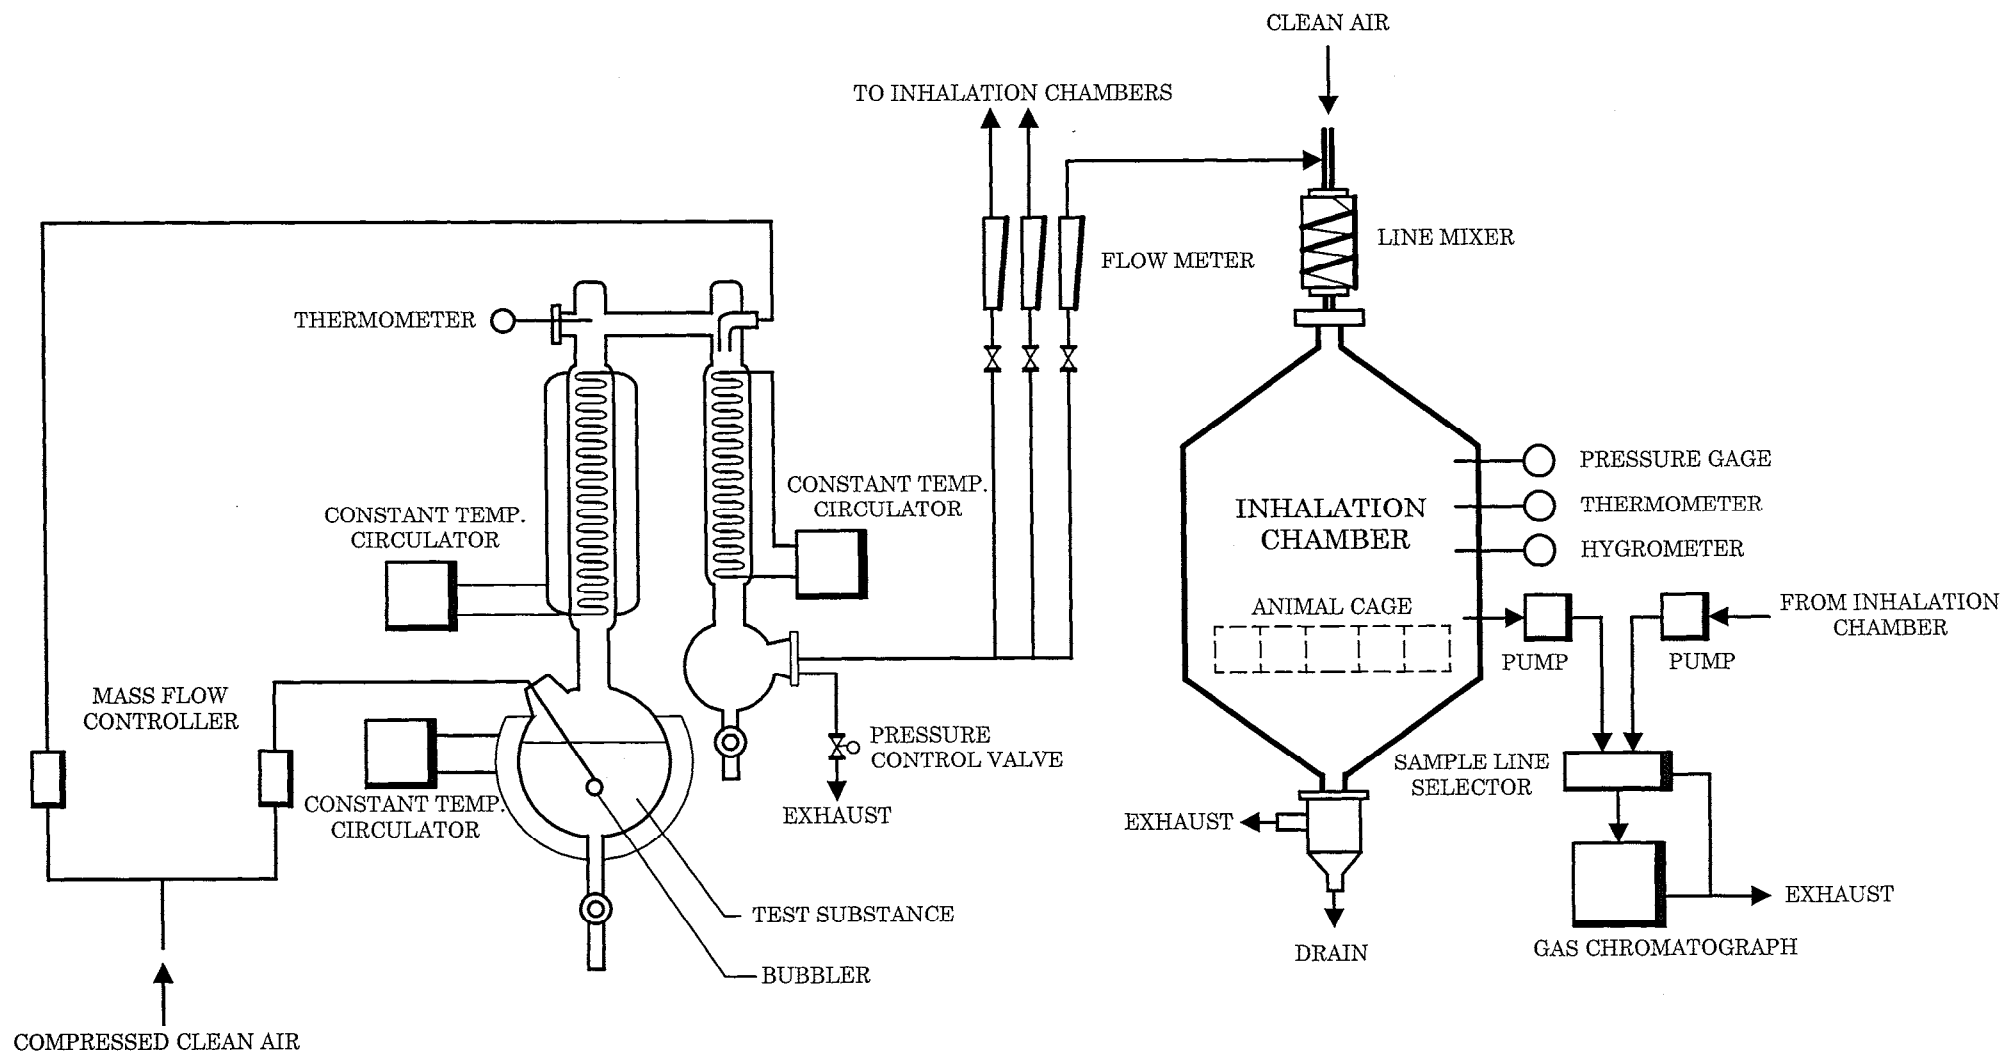 CLEAN AIR
TO INHALATION CHAMBERS
LINE MIXER
FLOW METER
THERMOMETER
PRESSURE GAGE
THERMOMETER
HYGROMETER
INHALATION
CHAMBER
CONSTANT TEMP.
CIRCULATOR
CONSTANT TEMP.
CIRCULATOR
ANIMAL CAGE
FROM INHALATION
CHAMBER
PUMP
PUMP
MASS FLOW
CONTROLLER
PRESSURE
CONTROL VALVE
SAMPLE LINE
SELECTOR
CONSTANT TEMP.
CIRCULATOR
EXHAUST
EXHAUST
EXHAUST
TEST SUBSTANCE
GAS CHROMATOGRAPH
DRAIN
BUBBLER
COMPRESSED CLEAN AIR